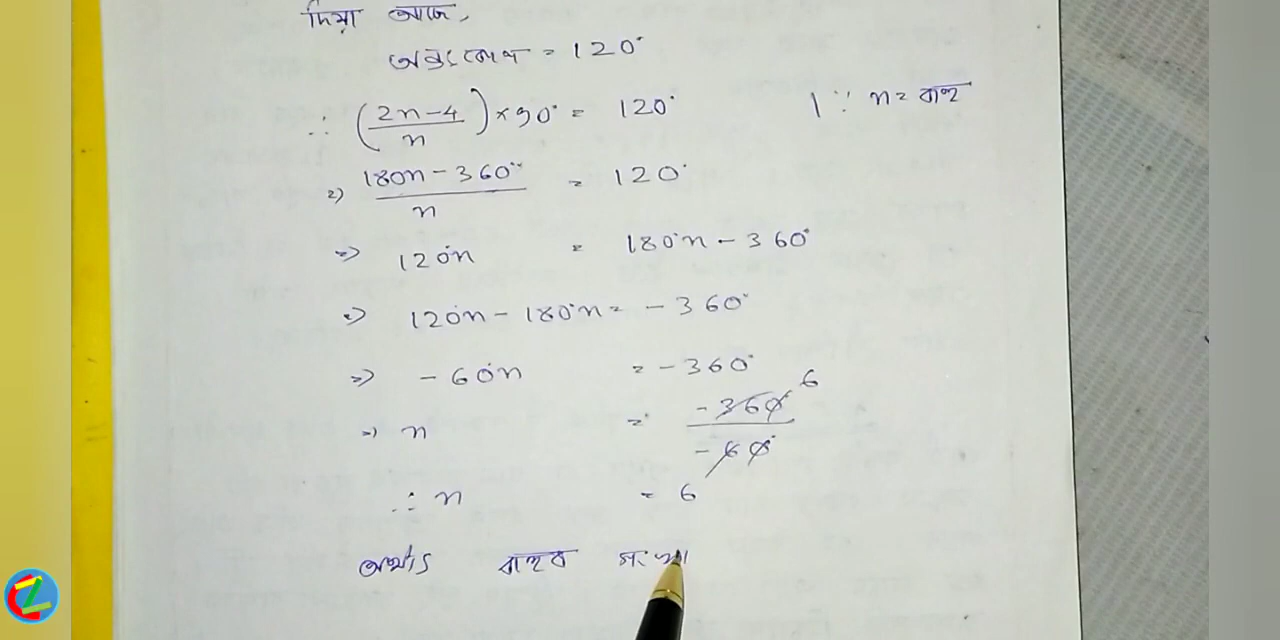 দিয়া আছে,
অন্তঃকোণ = 120°
∴ (2n-4/n) × 90° = 120° | ∵ n = বাহু
⇒ 180n - 360°/n = 120°
⇒ 120°n = 180°n - 360°
⇒ 120°n - 180°n = -360°
⇒ -60°n = -360°
⇒ n = -360°/-60° 6
∴ n = 6
অর্থাৎ বাহুৰ সংখ্যা